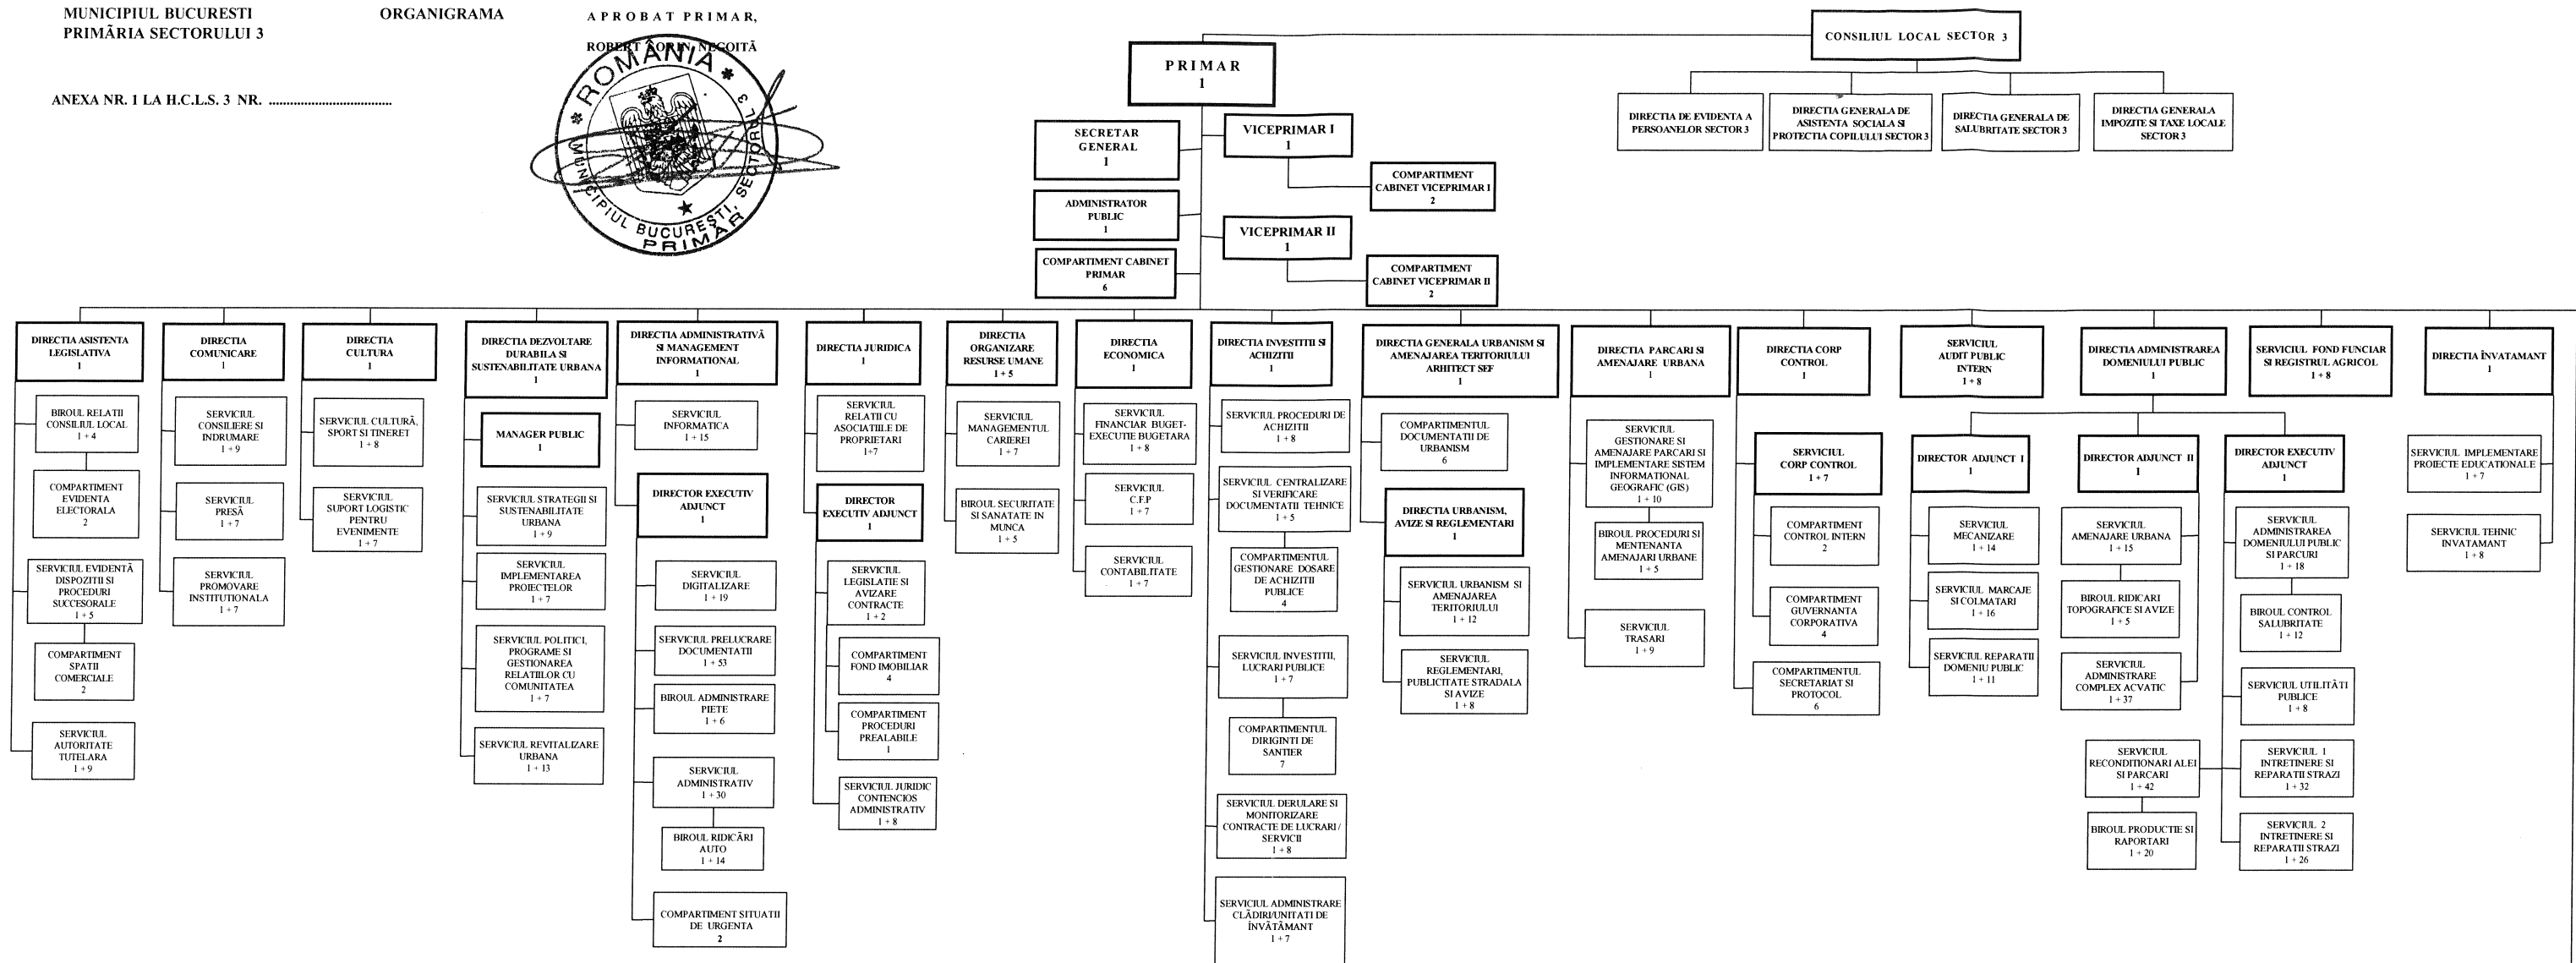 MUNICIPIUL BUCURESTI
PRIMĂRIA SECTORULUI 3
ORGANIGRAMA
APROBAT PRIMAR,
ROBERT SORIN NEGOITĂ
ANEXA NR. 1 LA H.C.L.S. 3 NR. ..................................
ROMÂNIA
MUNICIPIUL BUCUREŞTI, SECTORUL 3
PRIMAR
PRIMAR
1
CONSILIUL LOCAL SECTOR 3
DIRECTIA DE EVIDENTA A
PERSOANELOR SECTOR 3
DIRECTIA GENERALA DE
ASISTENTA SOCIALA SI
PROTECTIA COPILULUI SECTOR 3
DIRECTIA GENERALA DE
SALUBRITATE SECTOR 3
DIRECTIA GENERALA
IMPOZITE SI TAXE LOCALE
SECTOR 3
SECRETAR
GENERAL
1
VICEPRIMAR I
1
COMPARTIMENT
CABINET VICEPRIMAR I
2
ADMINISTRATOR
PUBLIC
1
VICEPRIMAR II
1
COMPARTIMENT CABINET
PRIMAR
6
COMPARTIMENT
CABINET VICEPRIMAR II
2
DIRECTIA ASISTENTA
LEGISLATIVA
1
BIROUL RELATII
CONSILIUL LOCAL
1 + 4
COMPARTIMENT
EVIDENTA
ELECTORALA
2
SERVICIUL EVIDENTĂ
DISPOZITII SI
PROCEDURI
SUCCESORALE
1 + 5
COMPARTIMENT
SPATII
COMERCIALE
2
SERVICIUL
AUTORITATE
TUTELARA
1 + 9
DIRECTIA
COMUNICARE
1
SERVICIUL
CONSILIERE SI
INDRUMARE
1 + 9
SERVICIUL
PRESĂ
1 + 7
SERVICIUL
PROMOVARE
INSTITUTIONALA
1 + 7
DIRECTIA
CULTURA
1
SERVICIUL CULTURĂ,
SPORT SI TINERET
1 + 8
SERVICIUL
SUPORT LOGISTIC
PENTRU
EVENIMENTE
1 + 7
DIRECTIA DEZVOLTARE
DURABILA SI
SUSTENABILITATE URBANA
1
MANAGER PUBLIC
1
SERVICIUL STRATEGII SI
SUSTENABILITATE
URBANA
1 + 9
SERVICIUL
IMPLEMENTAREA
PROIECTELOR
1 + 7
SERVICIUL POLITICI,
PROGRAME SI
GESTIONAREA
RELATIILOR CU
COMUNITATEA
1 + 7
SERVICIUL REVITALIZARE
URBANA
1 + 13
DIRECTIA ADMINISTRATIVĂ
SI MANAGEMENT
INFORMATIONAL
1
SERVICIUL
INFORMATICA
1 + 15
DIRECTOR EXECUTIV
ADJUNCT
1
SERVICIUL
DIGITALIZARE
1 + 19
SERVICIUL PRELUCRARE
DOCUMENTATII
1 + 53
BIROUL ADMINISTRARE
PIETE
1 + 6
SERVICIUL
ADMINISTRATIV
1 + 30
BIROUL RIDICĂRI
AUTO
1 + 14
COMPARTIMENT SITUATII
DE URGENTA
2
DIRECTIA JURIDICA
1
SERVICIUL
RELATII CU
ASOCIATIILE DE
PROPRIETARI
1+7
DIRECTOR
EXECUTIV ADJUNCT
1
SERVICIUL
LEGISLATIE SI
AVIZARE
CONTRACTE
1 + 2
COMPARTIMENT
FOND IMOBILIAR
4
COMPARTIMENT
PROCEDURI
PREALABILE
1
SERVICIUL JURIDIC
CONTENCIOS
ADMINISTRATIV
1 + 8
DIRECTIA
ORGANIZARE
RESURSE UMANE
1 + 5
SERVICIUL
MANAGEMENTUL
CARIEREI
1 + 7
BIROUL SECURITATE
SI SANATATE IN
MUNCA
1 + 5
DIRECTIA
ECONOMICA
1
SERVICIUL
FINANCIAR BUGET-
EXECUTIE BUGETARA
1 + 8
SERVICIUL
C.F.P
1 + 7
SERVICIUL
CONTABILITATE
1 + 7
DIRECTIA INVESTITII SI
ACHIZITII
1
SERVICIUL PROCEDURI DE
ACHIZITII
1 + 8
SERVICIUL CENTRALIZARE
SI VERIFICARE
DOCUMENTATII TEHNICE
1 + 5
COMPARTIMENTUL
GESTIONARE DOSARE
DE ACHIZITII
PUBLICE
4
SERVICIUL INVESTITII,
LUCRARI PUBLICE
1 + 7
COMPARTIMENTUL
DIRIGINTI DE
SANTIER
7
SERVICIUL DERULARE SI
MONITORIZARE
CONTRACTE DE LUCRARI /
SERVICII
1 + 8
SERVICIUL ADMINISTRARE
CLĂDIRI/UNITATI DE
ÎNVĂTĂMANT
1 + 7
DIRECTIA GENERALA URBANISM SI
AMENAJAREA TERITORIULUI
ARHITECT SEF
1
COMPARTIMENTUL
DOCUMENTATII DE
URBANISM
6
DIRECTIA URBANISM,
AVIZE SI REGLEMENTARI
1
SERVICIUL URBANISM SI
AMENAJAREA
TERITORIULUI
1 + 12
SERVICIUL
REGLEMENTARI,
PUBLICITATE STRADALA
SI AVIZE
1 + 8
DIRECTIA PARCARI SI
AMENAJARE URBANA
1
SERVICIUL
GESTIONARE SI
AMENAJARE PARCARI SI
IMPLEMENTARE SISTEM
INFORMATIONAL
GEOGRAFIC (GIS)
1 + 10
BIROUL PROCEDURI SI
MENTENANTA
AMENAJARI URBANE
1 + 5
SERVICIUL
TRASARI
1 + 9
DIRECTIA CORP
CONTROL
1
SERVICIUL
CORP CONTROL
1 + 7
COMPARTIMENT
CONTROL INTERN
2
COMPARTIMENT
GUVERNANTA
CORPORATIVA
4
COMPARTIMENTUL
SECRETARIAT SI
PROTOCOL
6
SERVICIUL
AUDIT PUBLIC
INTERN
1 + 8
DIRECTIA ADMINISTRAREA
DOMENIULUI PUBLIC
1
DIRECTOR ADJUNCT I
1
SERVICIUL
MECANIZARE
1 + 14
SERVICIUL MARCAJE
SI COLMATARI
1 + 16
SERVICIUL REPARATII
DOMENIU PUBLIC
1 + 11
DIRECTOR ADJUNCT II
1
SERVICIUL
AMENAJARE URBANA
1 + 15
BIROUL RIDICARI
TOPOGRAFICE SI AVIZE
1 + 5
SERVICIUL
ADMINISTRARE
COMPLEX ACVATIC
1 + 37
DIRECTOR EXECUTIV
ADJUNCT
1
SERVICIUL
ADMINISTRAREA
DOMENIULUI PUBLIC
SI PARCURI
1 + 18
BIROUL CONTROL
SALUBRITATE
1 + 12
SERVICIUL UTILITĂTI
PUBLICE
1 + 8
SERVICIUL
RECONDITIONARI ALEI
SI PARCARI
1 + 42
SERVICIUL 1
INTRETINERE SI
REPARATII STRAZI
1 + 32
BIROUL PRODUCTIE SI
RAPORTARI
1 + 20
SERVICIUL 2
INTRETINERE SI
REPARATII STRAZI
1 + 26
SERVICIUL FOND FUNCIAR
SI REGISTRUL AGRICOL
1 + 8
DIRECTIA ÎNVATAMANT
1
SERVICIUL IMPLEMENTARE
PROIECTE EDUCATIONALE
1 + 7
SERVICIUL TEHNIC
INVATAMANT
1 + 8